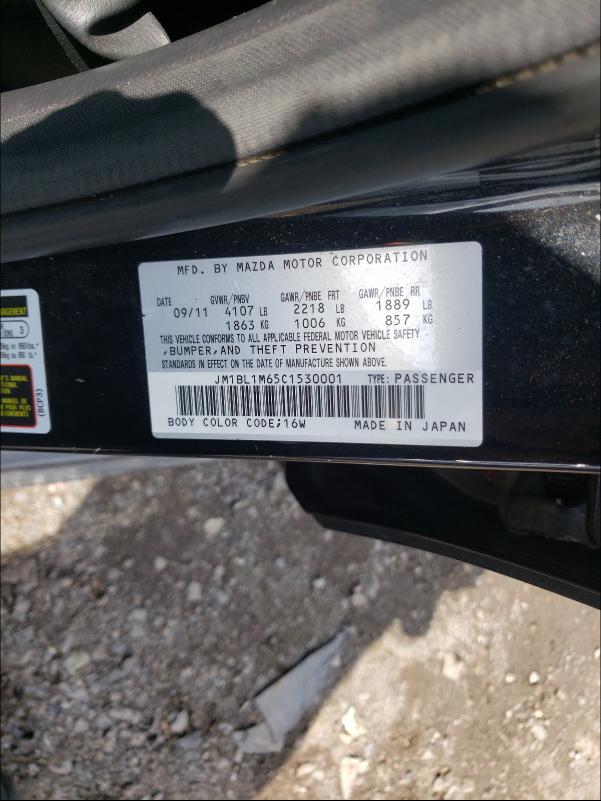 MFD. BY MAZDA MOTOR CORPORATION
DATE GVWR/PNBV GAWR/PNBE FRT GAWR/PNBE RR
09/11 4107 LB 2218 LB 1889 LB
1863 KG 1006 KG 857 KG
THIS VEHICLE CONFORMS TO ALL APPLICABLE FEDERAL MOTOR VEHICLE SAFETY
,BUMPER,AND THEFT PREVENTION
STANDARDS IN EFFECT ON THE DATE OF MANUFACTURE SHOWN ABOVE.
JM1BL1M65C1530001 TYPE: PASSENGER
BODY COLOR CODE;16W MADE IN JAPAN
3
(BCP3)